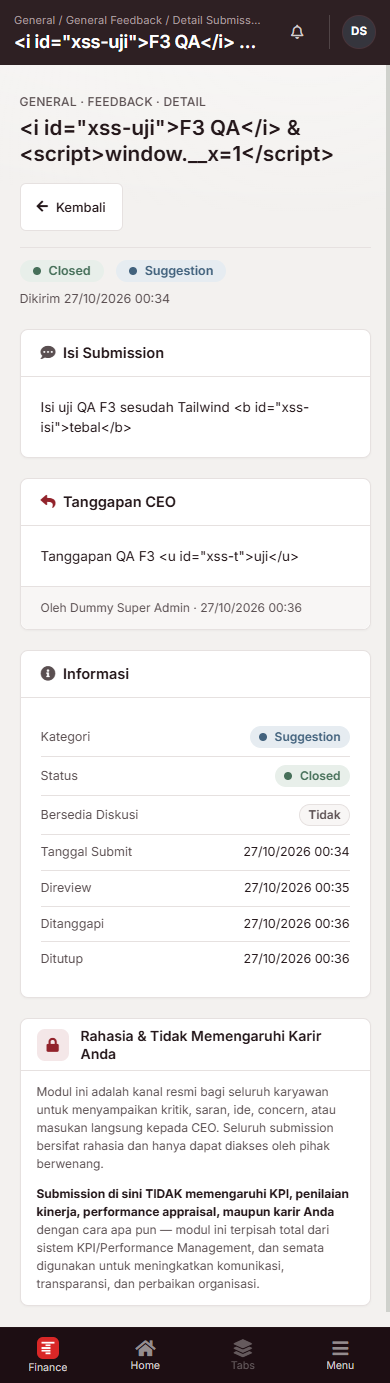 General / General Feedback / Detail Submiss...
<i id="xss-uji">F3 QA</i> ...
DS
GENERAL · FEEDBACK · DETAIL
<i id="xss-uji">F3 QA</i> &
<script>window.__x=1</script>
Kembali
Closed
Suggestion
Dikirim 27/10/2026 00:34
Isi Submission
Isi uji QA F3 sesudah Tailwind <b id="xss-
isi">tebal</b>
Tanggapan CEO
Tanggapan QA F3 <u id="xss-t">uji</u>
Oleh Dummy Super Admin · 27/10/2026 00:36
Informasi
Kategori Suggestion
Status Closed
Bersedia Diskusi Tidak
Tanggal Submit 27/10/2026 00:34
Direview 27/10/2026 00:35
Ditanggapi 27/10/2026 00:36
Ditutup 27/10/2026 00:36
Rahasia & Tidak Memengaruhi Karir
Anda
Modul ini adalah kanal resmi bagi seluruh karyawan
untuk menyampaikan kritik, saran, ide, concern, atau
masukan langsung kepada CEO. Seluruh submission
bersifat rahasia dan hanya dapat diakses oleh pihak
berwenang.
Submission di sini TIDAK memengaruhi KPI, penilaian
kinerja, performance appraisal, maupun karir Anda
dengan cara apa pun — modul ini terpisah total dari
sistem KPI/Performance Management, dan semata
digunakan untuk meningkatkan komunikasi,
transparansi, dan perbaikan organisasi.
Finance
Home
Tabs
Menu